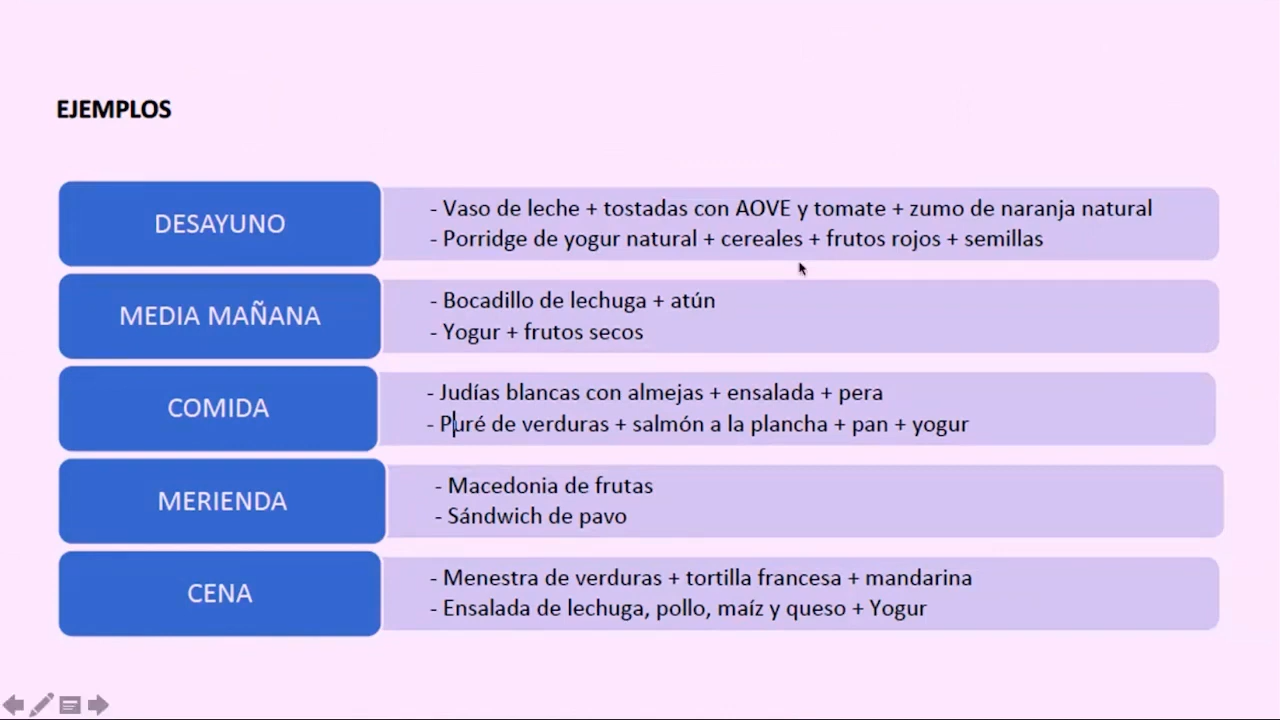 EJEMPLOS
DESAYUNO
- Vaso de leche + tostadas con AOVE y tomate + zumo de naranja natural
- Porridge de yogur natural + cereales + frutos rojos + semillas
MEDIA MAÑANA
- Bocadillo de lechuga + atún
- Yogur + frutos secos
COMIDA
- Judías blancas con almejas + ensalada + pera
- Puré de verduras + salmón a la plancha + pan + yogur
MERIENDA
- Macedonia de frutas
- Sándwich de pavo
CENA
- Menestra de verduras + tortilla francesa + mandarina
- Ensalada de lechuga, pollo, maíz y queso + Yogur